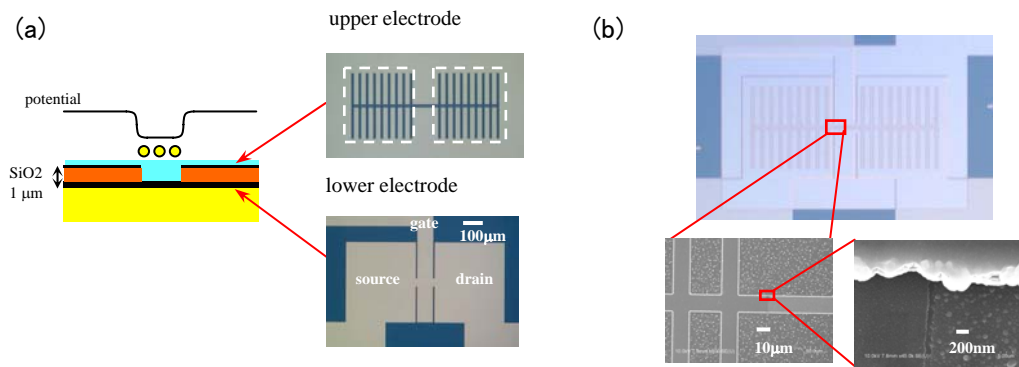 (a)
upper electrode
potential
SiO2
1 μm
lower electrode
gate
100μm
source
drain
(b)
10μm
200nm